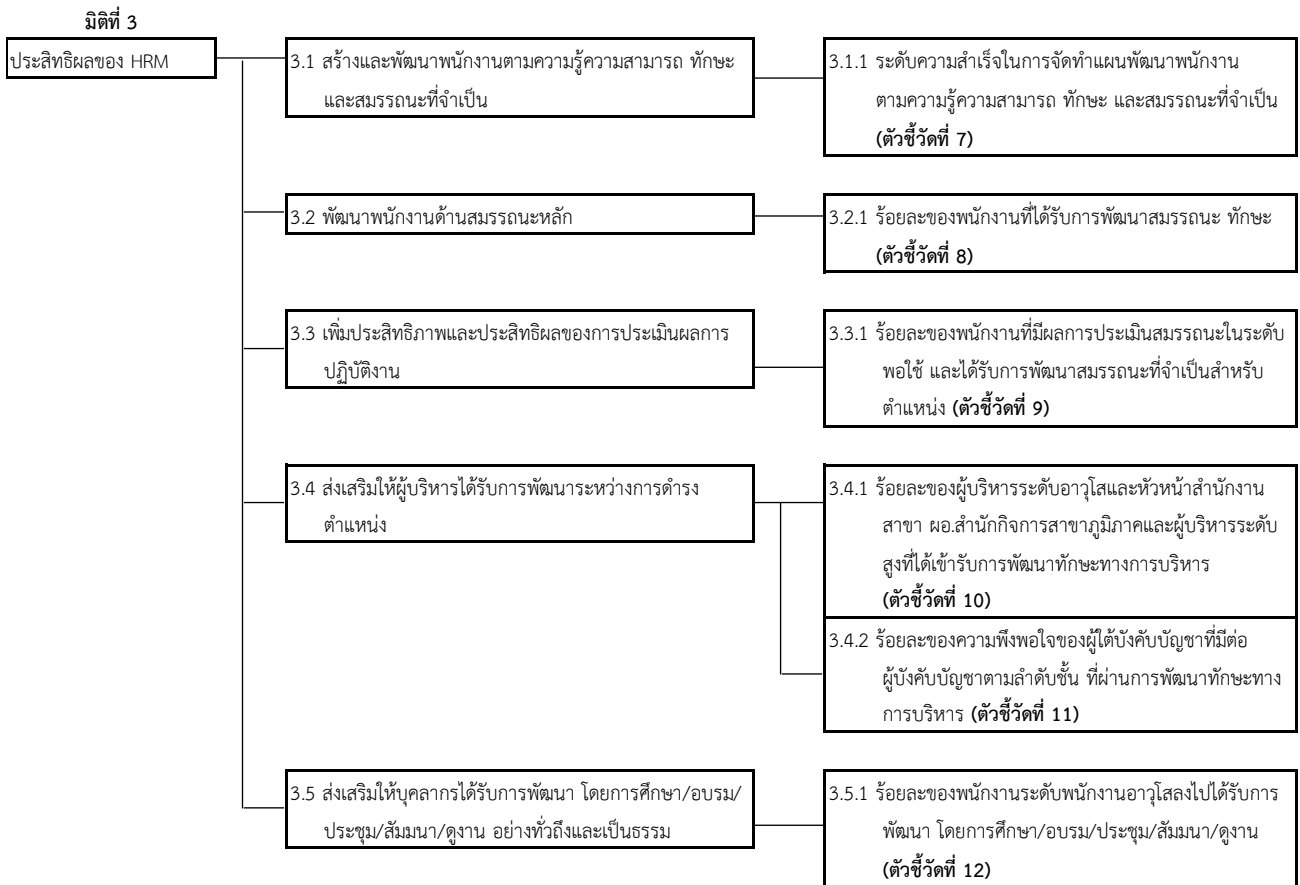 มิติที่ 3
ประสิทธิผลของ HRM
3.1 สร้างและพัฒนาพนักงานตามความรู้ความสามารถ ทักษะ
และสมรรถนะที่จำเป็น
3.1.1 ระดับความสำเร็จในการจัดทำแผนพัฒนาพนักงาน
ตามความรู้ความสามารถ ทักษะ และสมรรถนะที่จำเป็น
(ตัวชี้วัดที่ 7)
3.2 พัฒนาพนักงานด้านสมรรถนะหลัก
3.2.1 ร้อยละของพนักงานที่ได้รับการพัฒนาสมรรถนะ ทักษะ
(ตัวชี้วัดที่ 8)
3.3 เพิ่มประสิทธิภาพและประสิทธิผลของการประเมินผลการ
ปฏิบัติงาน
3.3.1 ร้อยละของพนักงานที่มีผลการประเมินสมรรถนะในระดับ
พอใช้ และได้รับการพัฒนาสมรรถนะที่จำเป็นสำหรับ
ตำแหน่ง (ตัวชี้วัดที่ 9)
3.4 ส่งเสริมให้ผู้บริหารได้รับการพัฒนาระหว่างการดำรง
ตำแหน่ง
3.4.1 ร้อยละของผู้บริหารระดับอาวุโสและหัวหน้าสำนักงาน
สาขา ผอ.สำนักกิจการสาขาภูมิภาคและผู้บริหารระดับ
สูงที่ได้เข้ารับการพัฒนาทักษะทางการบริหาร
(ตัวชี้วัดที่ 10)
3.4.2 ร้อยละของความพึงพอใจของผู้ใต้บังคับบัญชาที่มีต่อ
ผู้บังคับบัญชาตามลำดับชั้น ที่ผ่านการพัฒนาทักษะทาง
การบริหาร (ตัวชี้วัดที่ 11)
3.5 ส่งเสริมให้บุคลากรได้รับการพัฒนา โดยการศึกษา/อบรม/
ประชุม/สัมมนา/ดูงาน อย่างทั่วถึงและเป็นธรรม
3.5.1 ร้อยละของพนักงานระดับพนักงานอาวุโสลงไปได้รับการ
พัฒนา โดยการศึกษา/อบรม/ประชุม/สัมมนา/ดูงาน
(ตัวชี้วัดที่ 12)